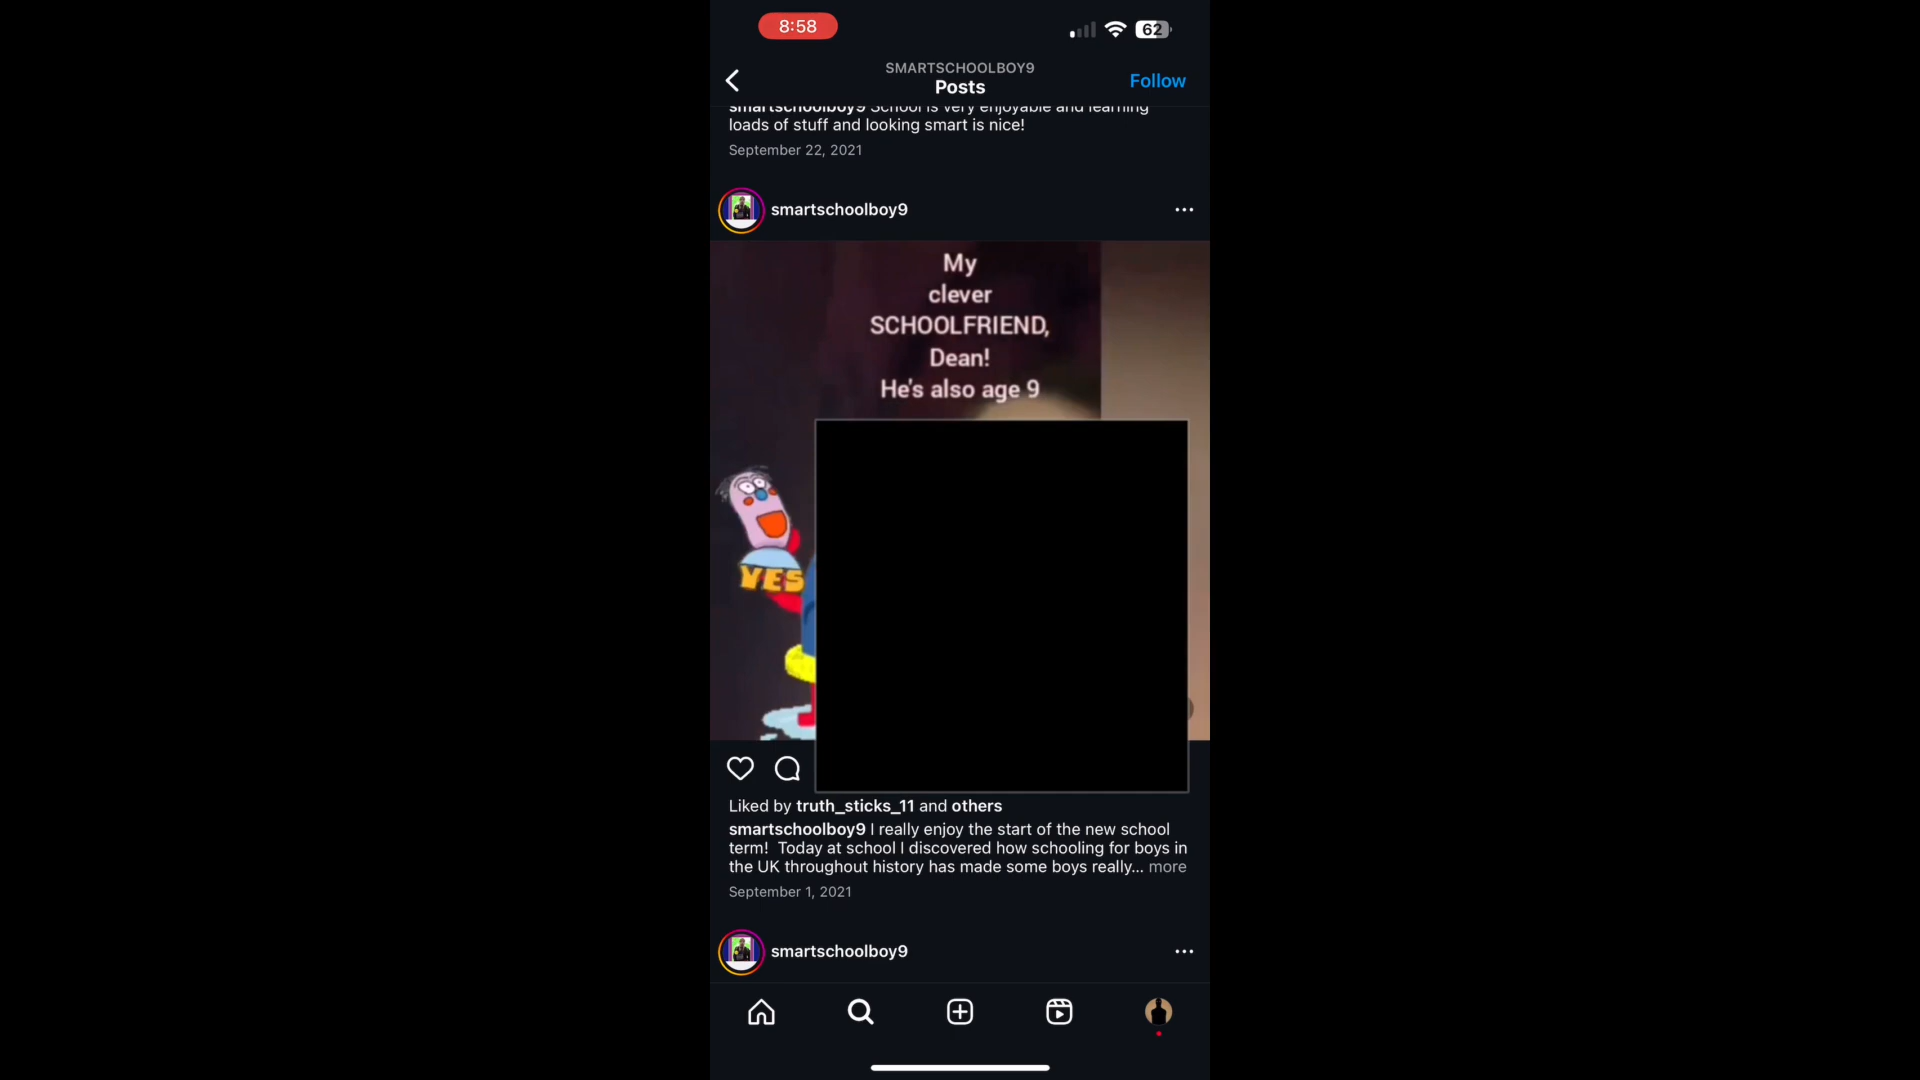 8:58
62
SMARTSCHOOLBOY9
Posts
Follow
smartschoolboy9 School is very enjoyable and learning
loads of stuff and looking smart is nice!
September 22, 2021
smartschoolboy9
My
clever
SCHOOLFRIEND,
Dean!
He's also age 9
YES
Liked by truth_sticks_11 and others
smartschoolboy9 I really enjoy the start of the new school
term!  Today at school I discovered how schooling for boys in
the UK throughout history has made some boys really... more
September 1, 2021
smartschoolboy9